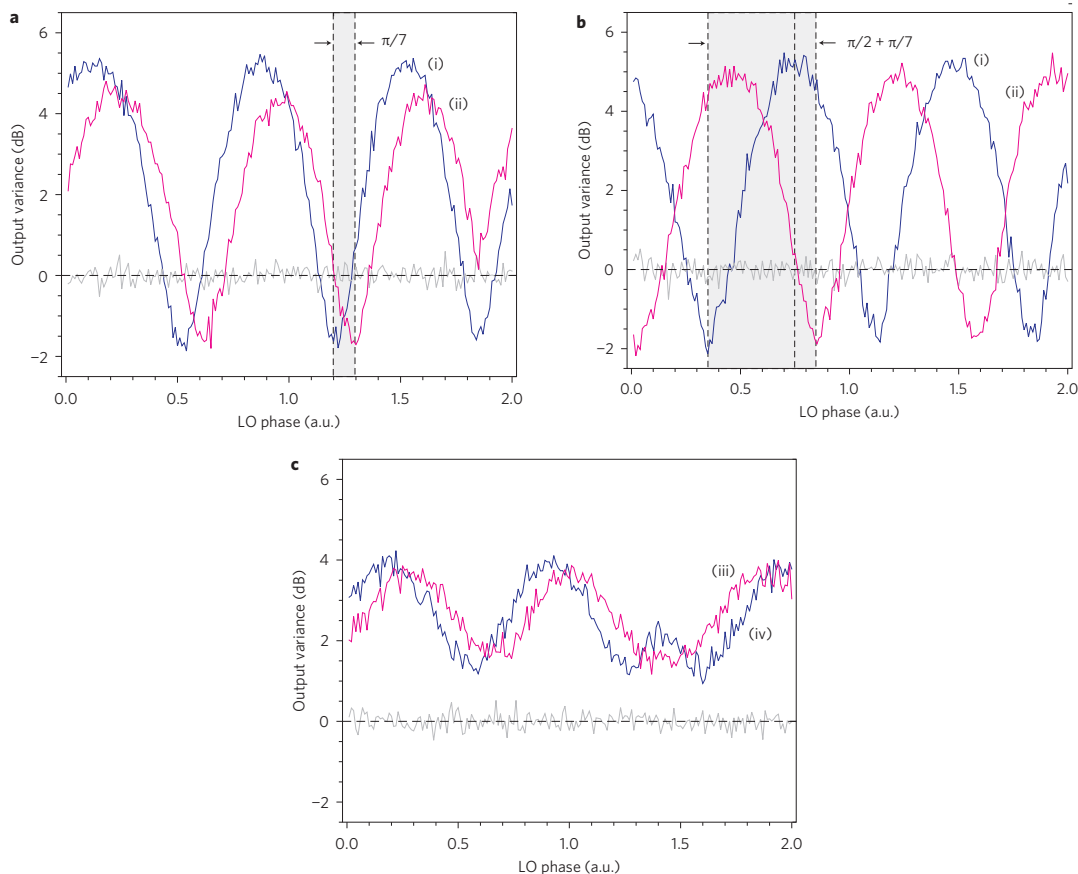 a
6
4
2
0
−2
Output variance (dB)
π/7
(i)
(ii)
0.0 0.5 1.0 1.5 2.0
LO phase (a.u.)
b
6
4
2
0
−2
Output variance (dB)
π/2 + π/7
(i)
(ii)
0.0 0.5 1.0 1.5 2.0
LO phase (a.u.)
c
6
4
2
0
−2
Output variance (dB)
(iii)
(iv)
0.0 0.5 1.0 1.5 2.0
LO phase (a.u.)